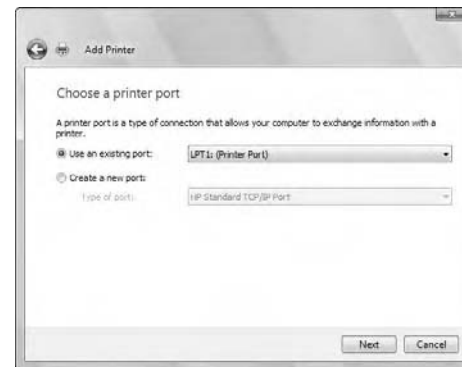 Add Printer
Choose a printer port
A printer port is a type of connection that allows your computer to exchange information with a
printer.
Use an existing port: LPT1: (Printer Port)
Create a new port:
Type of port: HP Standard TCP/IP Port
Next Cancel